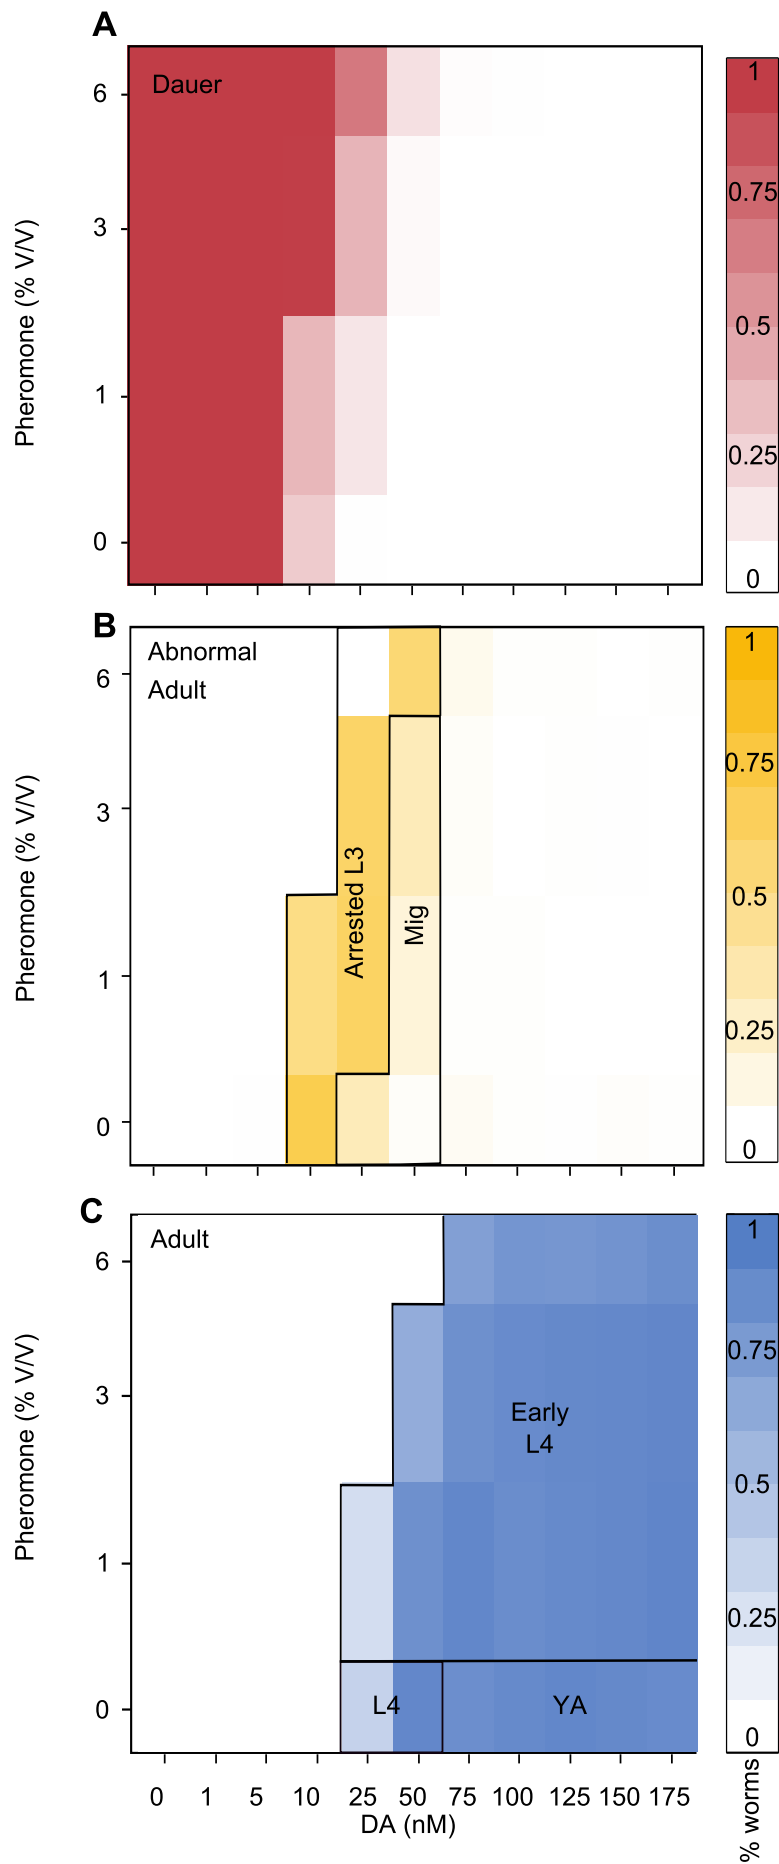 A
Dauer
6
3
1
0
Pheromone (% V/V)
1
0.75
0.5
0.25
0
B
Abnormal
Adult
6
3
1
0
Pheromone (% V/V)
Arrested L3
Mig
1
0.75
0.5
0.25
0
C
Adult
6
3
1
0
Pheromone (% V/V)
Early
L4
L4
YA
1
0.75
0.5
0.25
0
% worms
0 1 5 10 25 50 75 100 125 150 175
DA (nM)